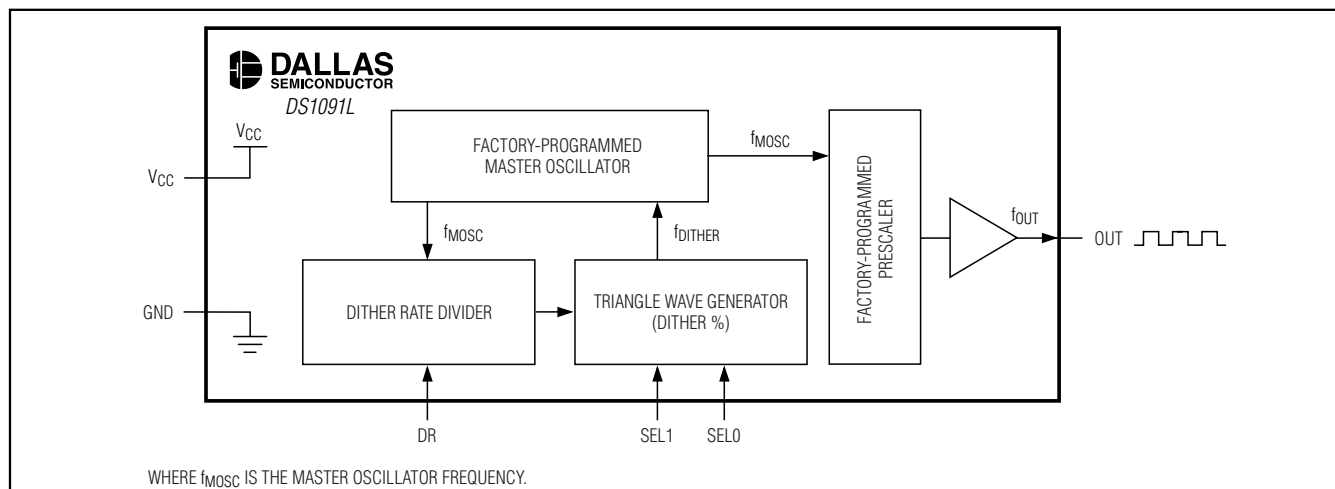 DALLAS
SEMICONDUCTOR
DS1091L
VCC
VCC
FACTORY-PROGRAMMED
MASTER OSCILLATOR
fMOSC
FACTORY-PROGRAMMED
PRESCALER
fMOSC
fDITHER
fOUT
OUT
GND
DITHER RATE DIVIDER
TRIANGLE WAVE GENERATOR
(DITHER %)
DR
SEL1
SEL0
WHERE fMOSC IS THE MASTER OSCILLATOR FREQUENCY.